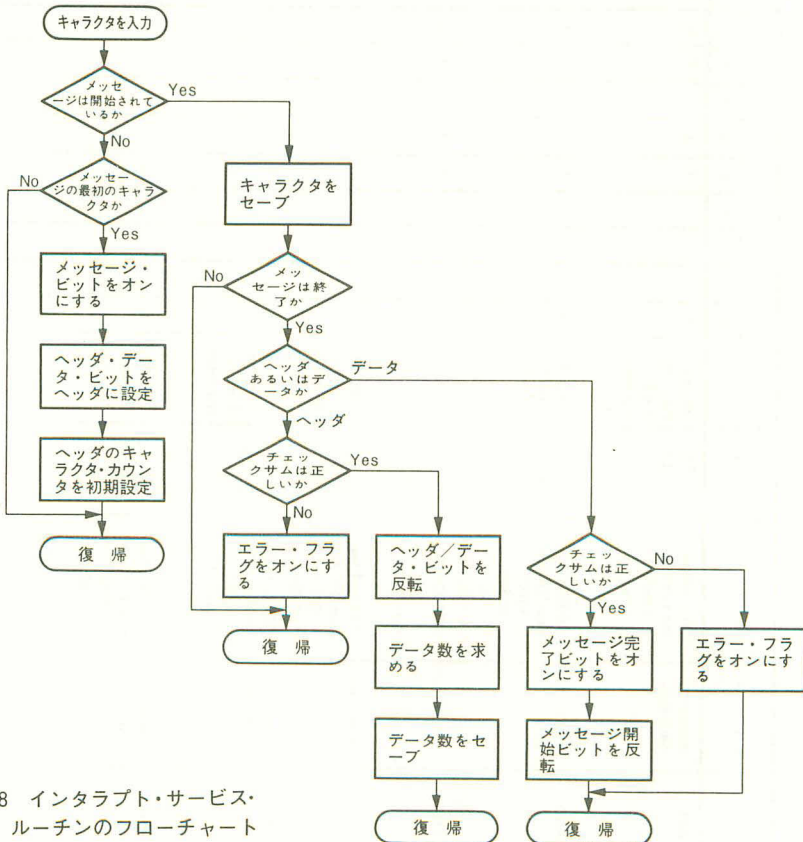 キャラクタを入力
メッセ
ージは開始されて
いるか
Yes
No
メッセー
ジの最初のキャラ
クタか
No
Yes
メッセージ・
ビットをオン
にする
ヘッダ・デー
タ・ビットを
ヘッダに設定
ヘッダのキャ
ラクタ・カウン
タを初期設定
復 帰
キャラクタを
セーブ
メッ
セージは終
了か
No
Yes
ヘッダ
あるいはデ
ータか
データ
ヘッダ
チェッ
クサムは正
しいか
Yes
No
エラー・フラ
グをオンにす
る
復 帰
ヘッダ/デー
タ・ビットを
反転
データ数を求
める
データ数をセ
ーブ
復 帰
チェッ
クサムは正
しいか
No
Yes
メッセージ完
了ビットをオ
ンにする
メッセージ開
始ビットを反
転
復 帰
エラー・フラ
グをオンにす
る
8 インタラプト・サービス・
ルーチンのフローチャート